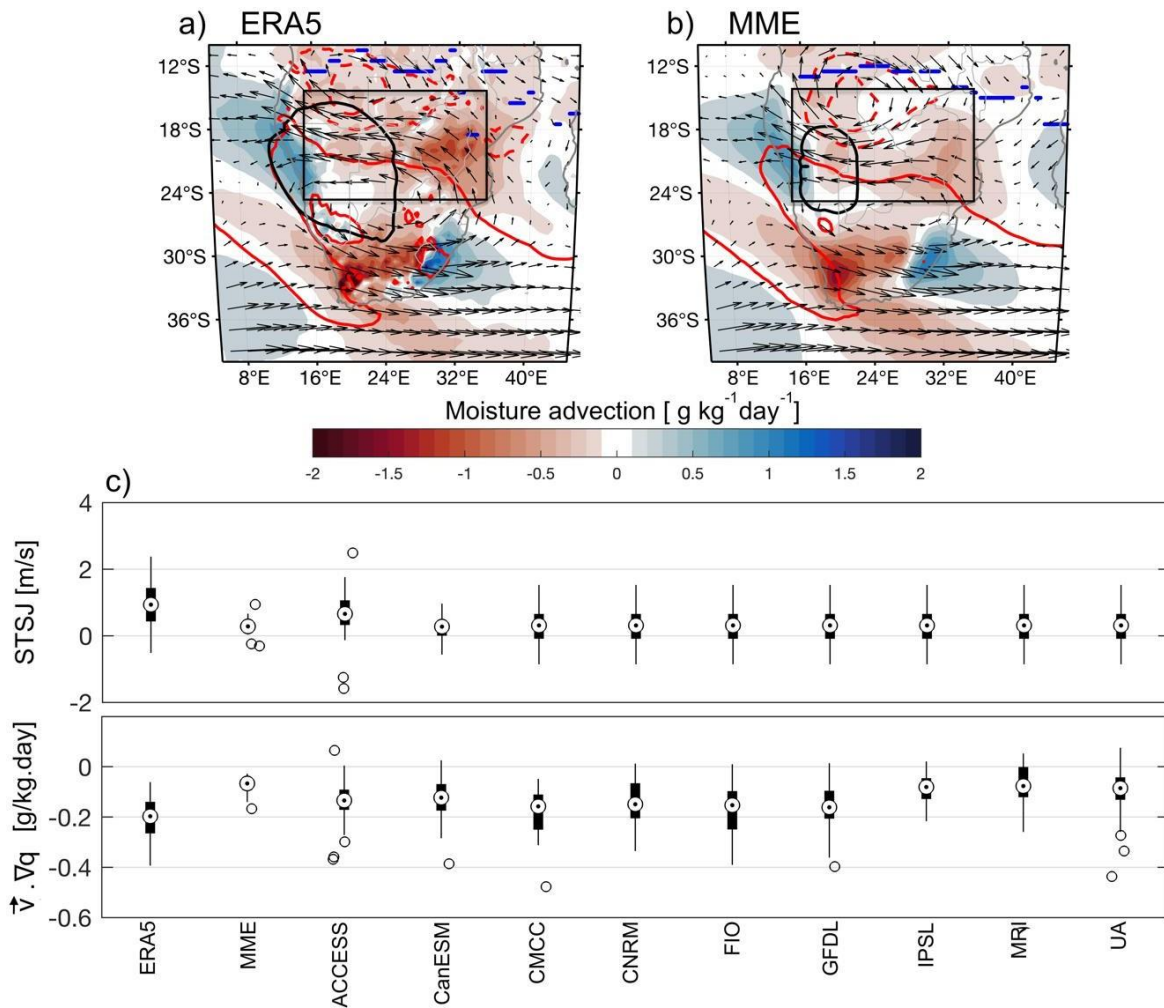 a) ERA5 b) MME
12°S 12°S
18°S 18°S
24°S 24°S
30°S 30°S
36°S 36°S
8°E 16°E 24°E 32°E 40°E 8°E 16°E 24°E 32°E 40°E
Moisture advection [ g kg⁻¹day⁻¹]
-2 -1.5 -1 -0.5 0 0.5 1 1.5 2
c)
STSJ [m/s]
4
2
0
-2
v⃗ . ∇q [g/kg.day]
0
-0.2
-0.4
-0.6
ERA5
MME
ACCESS
CanESM
CMCC
CNRM
FIO
GFDL
IPSL
MRI
UA